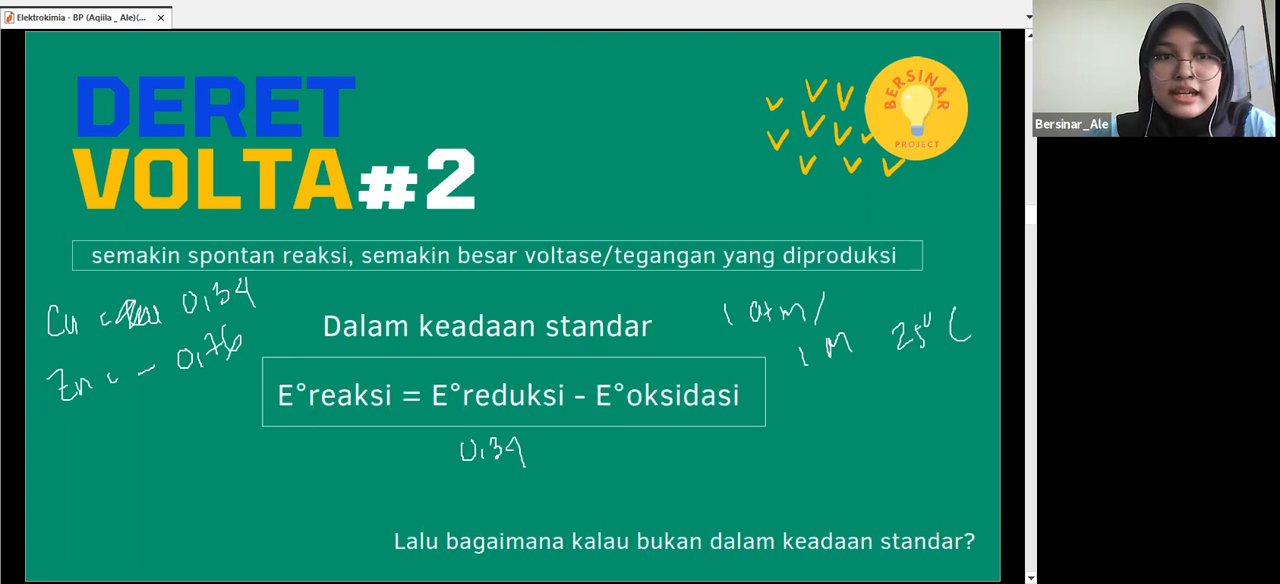 Elektrokimia - BP (Aqiila _ Ale)(...
DERET
VOLTA#2
BERSINAR
PROJECT
Bersinar_Ale
semakin spontan reaksi, semakin besar voltase/tegangan yang diproduksi
Cu 0,34
Zn - 0,76
Dalam keadaan standar
1 atm/
1 M 25° C
E°reaksi = E°reduksi - E°oksidasi
0,34
Lalu bagaimana kalau bukan dalam keadaan standar?